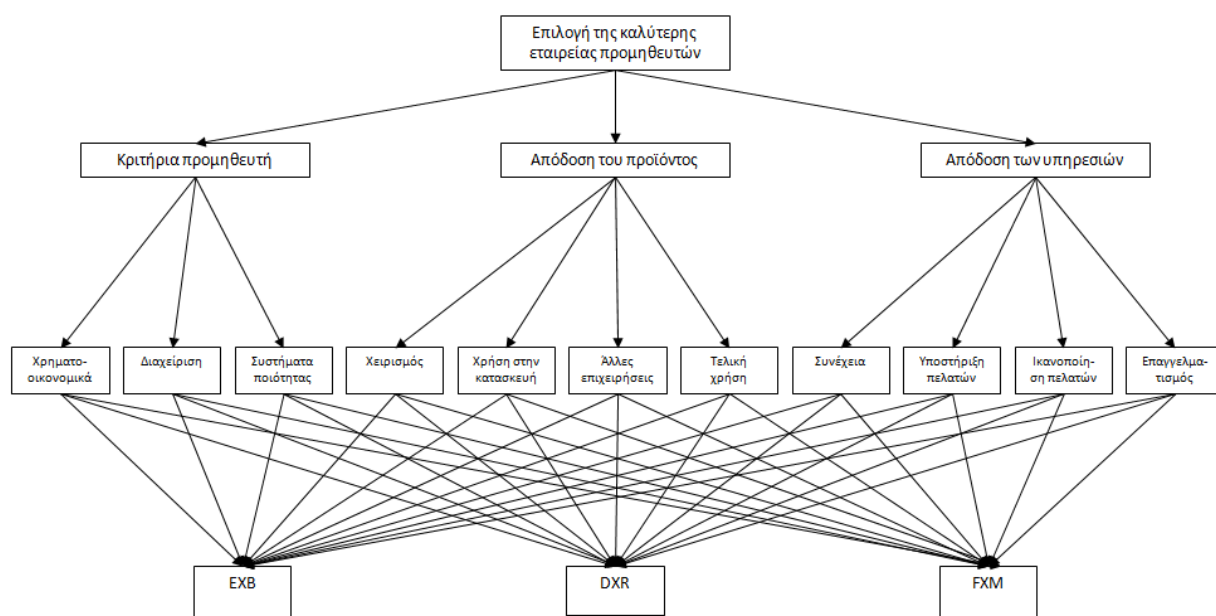 Επιλογή της καλύτερης
εταιρείας προμηθευτών
Κριτήρια προμηθευτή
Απόδοση του προϊόντος
Απόδοση των υπηρεσιών
Χρηματο-
οικονομικά
Διαχείριση
Συστήματα
ποιότητας
Χειρισμός
Χρήση στην
κατασκευή
Άλλες
επιχειρήσεις
Τελική
χρήση
Συνέχεια
Υποστήριξη
πελατών
Ικανοποίη-
ση πελατών
Επαγγελμα-
τισμός
EXB
DXR
FXM